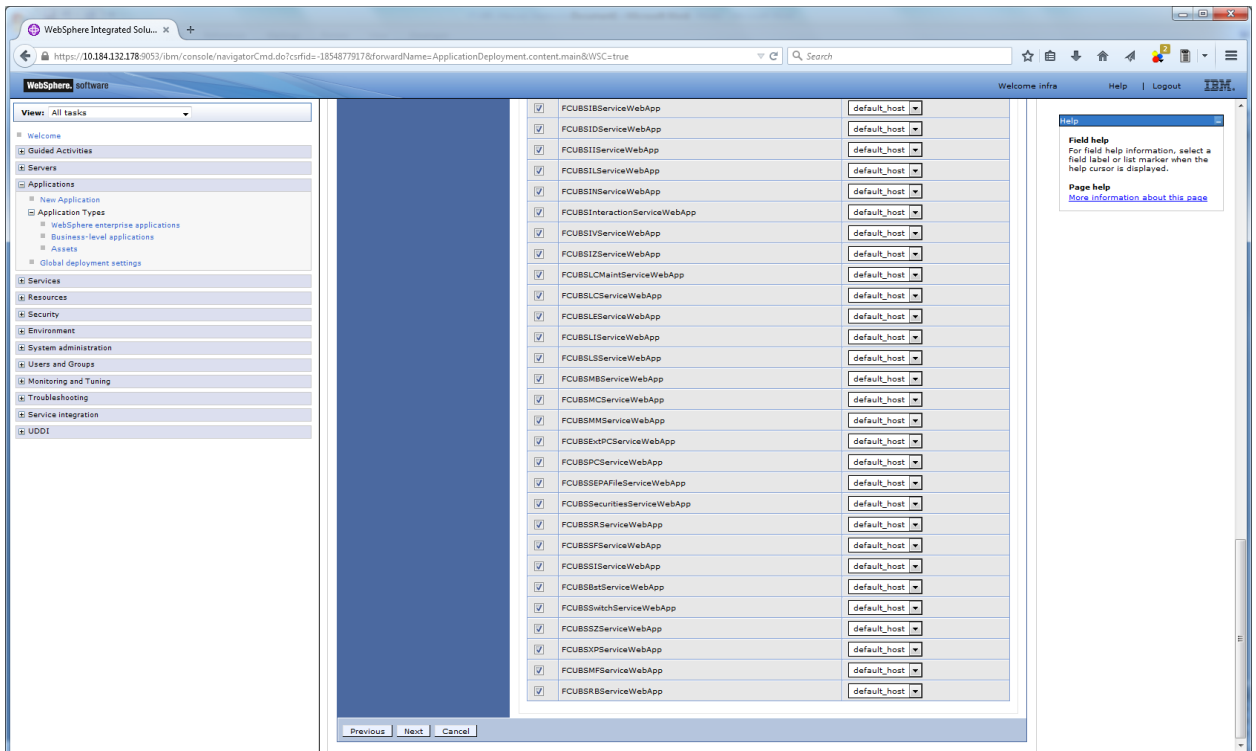 WebSphere Integrated Solu...
https://10.184.132.178:9053/ibm/console/navigatorCmd.do?csrfid=-1854877917&forwardName=ApplicationDeployment.content.main&WSC=true
Search
2
WebSphere. software
Welcome infra
Help | Logout
IBM.
View: All tasks
Welcome
Guided Activities
Servers
Applications
New Application
Application Types
WebSphere enterprise applications
Business-level applications
Assets
Global deployment settings
Services
Resources
Security
Environment
System administration
Users and Groups
Monitoring and Tuning
Troubleshooting
Service integration
UDDI
FCUBSIBServiceWebApp default_host
FCUBSIDServiceWebApp default_host
FCUBSIIServiceWebApp default_host
FCUBSILServiceWebApp default_host
FCUBSINServiceWebApp default_host
FCUBSInteractionServiceWebApp default_host
FCUBSIVServiceWebApp default_host
FCUBSIZServiceWebApp default_host
FCUBSLCMaintServiceWebApp default_host
FCUBSLCServiceWebApp default_host
FCUBSLEServiceWebApp default_host
FCUBSLIServiceWebApp default_host
FCUBSLSServiceWebApp default_host
FCUBSMBServiceWebApp default_host
FCUBSMCServiceWebApp default_host
FCUBSMMServiceWebApp default_host
FCUBSExtPCServiceWebApp default_host
FCUBSPCServiceWebApp default_host
FCUBSSEPAFileServiceWebApp default_host
FCUBSSecuritiesServiceWebApp default_host
FCUBSSRServiceWebApp default_host
FCUBSSFServiceWebApp default_host
FCUBSSIServiceWebApp default_host
FCUBSBstServiceWebApp default_host
FCUBSSwitchServiceWebApp default_host
FCUBSSZServiceWebApp default_host
FCUBSXPServiceWebApp default_host
FCUBSMFServiceWebApp default_host
FCUBSRBServiceWebApp default_host
Previous Next Cancel
Help
Field help
For field help information, select a
field label or list marker when the
help cursor is displayed.
Page help
More information about this page